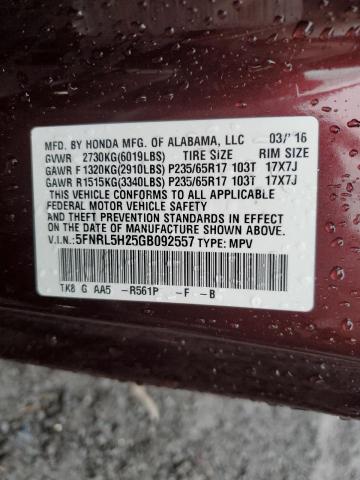 MFD. BY HONDA MFG. OF ALABAMA, LLC 03/'16
GVWR 2730KG(6019LBS) TIRE SIZE RIM SIZE
GAWR F 1320KG(2910LBS) P235/65R17 103T 17X7J
GAWR R1515KG(3340LBS) P235/65R17 103T 17X7J
THIS VEHICLE CONFORMS TO ALL APPLICABLE
FEDERAL MOTOR VEHICLE SAFETY AND
THEFT PREVENTION STANDARDS IN EFFECT ON
THE DATE OF MANUFACTURE SHOWN ABOVE.
V.I.N.:5FNRL5H25GB092557 TYPE: MPV
TK8 G AA5 -R561P -F -B